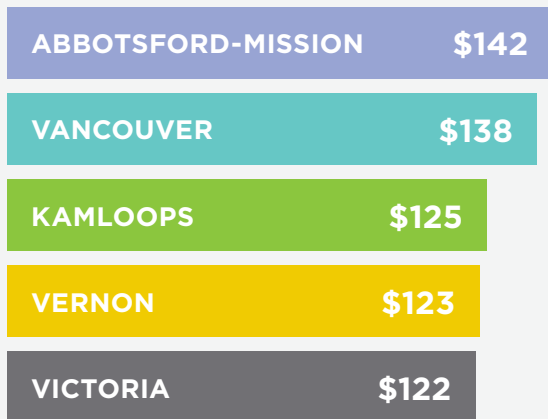 ABBOTSFORD-MISSION $142
VANCOUVER $138
KAMLOOPS $125
VERNON $123
VICTORIA $122